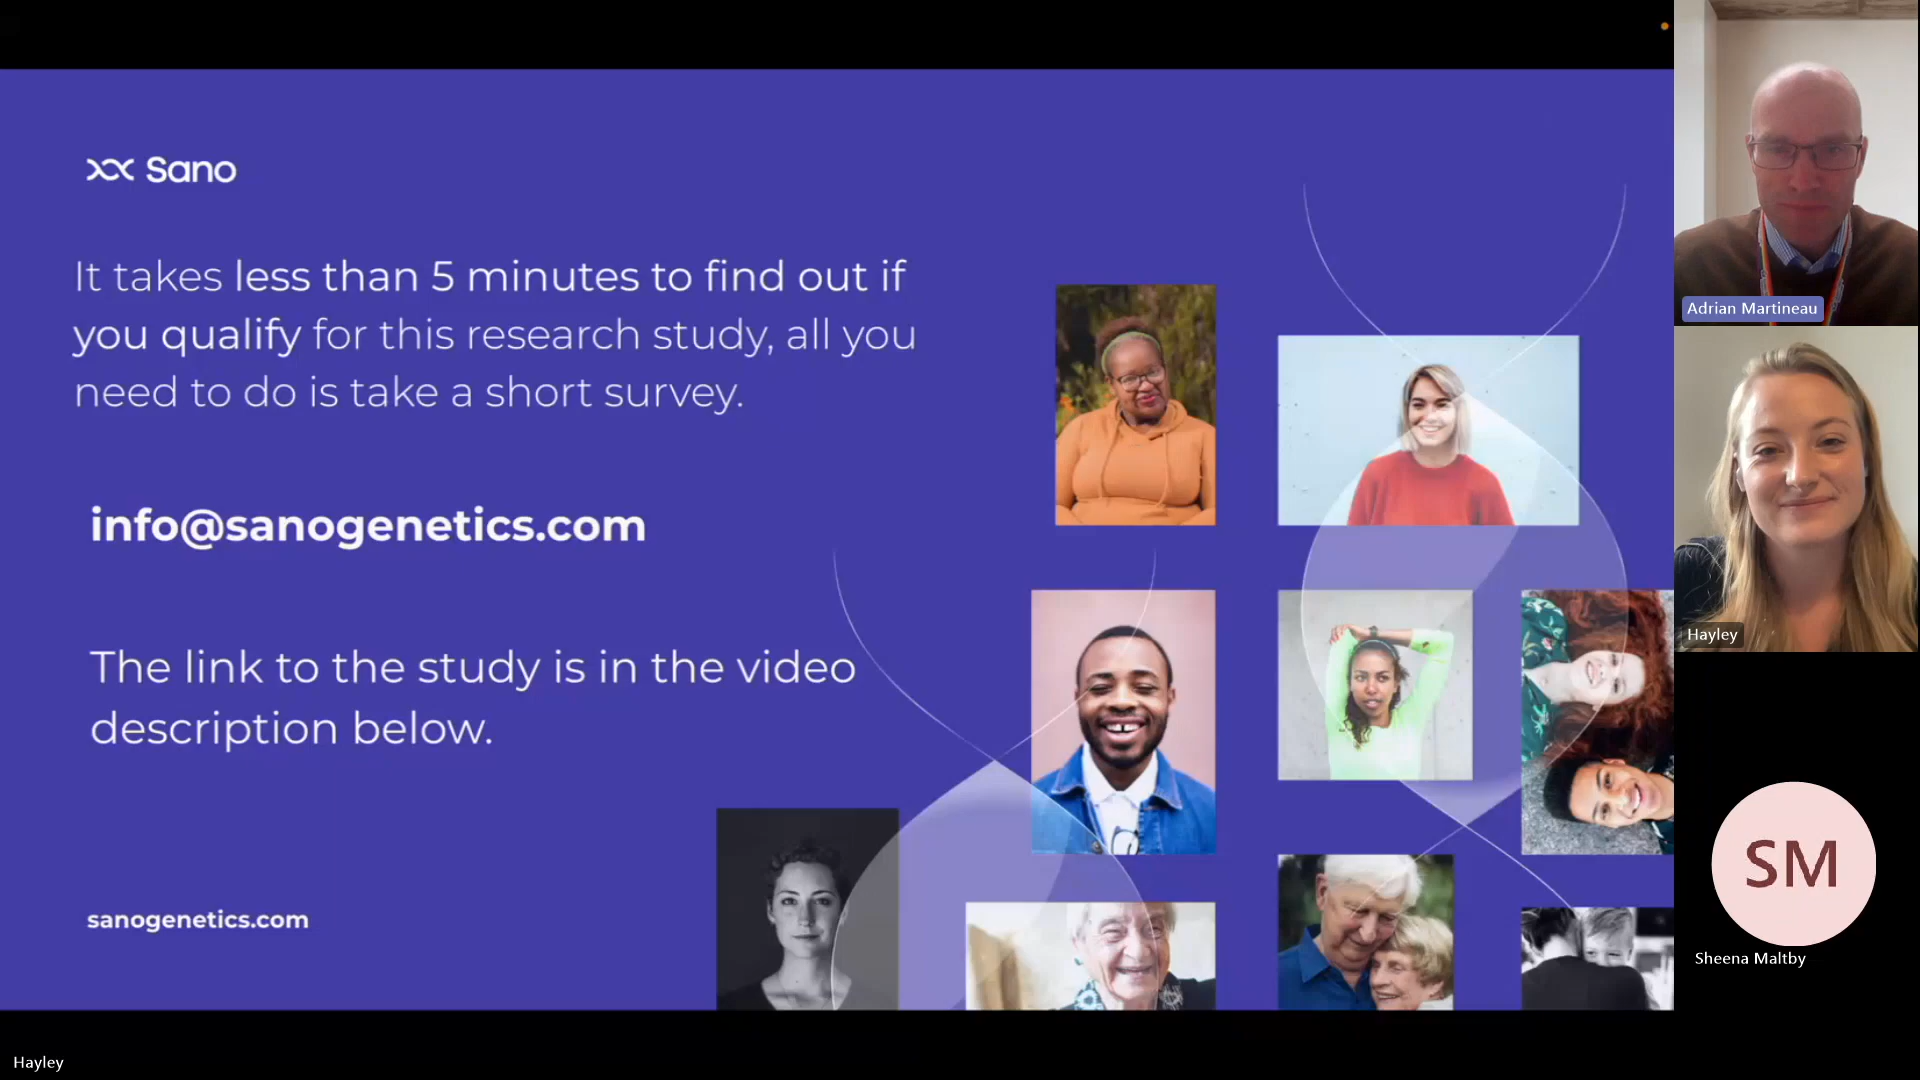 Sano
It takes less than 5 minutes to find out if
you qualify for this research study, all you
need to do is take a short survey.
info@sanogenetics.com
The link to the study is in the video
description below.
sanogenetics.com
Adrian Martineau
Hayley
SM
Sheena Maltby
Hayley